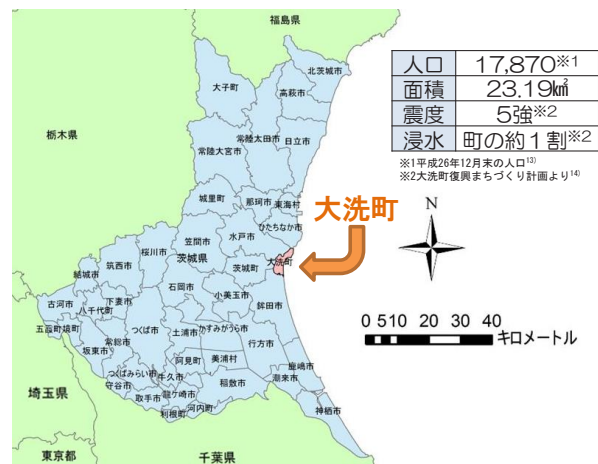 福島県
北茨城市
大子町
高萩市
栃木県
常陸太田市
日立市
常陸大宮市
城里町
那珂市
東海村
ひたちなか市
笠間市
水戸市
茨城県
桜川市
大洗町
茨城町
筑西市
結城市
石岡市
小美玉市
鉾田市
古河市
下妻市
八千代町
つくば市
土浦市
かすみがうら市
行方市
五霞町
境町
常総市
坂東市
阿見町
美浦村
鹿嶋市
つくばみらい市
牛久市
潮来市
守谷市
稲敷市
取手市
龍ケ崎市
河内町
利根町
神栖市
埼玉県
東京都
千葉県
人口 17,870※1
面積 23.19k㎡
震度 5強※2
浸水 町の約1割※2
※1平成26年12月末の人口13)
※2大洗町復興まちづくり計画より14)
大洗町
N
0 5 10 20 30 40
キロメートル